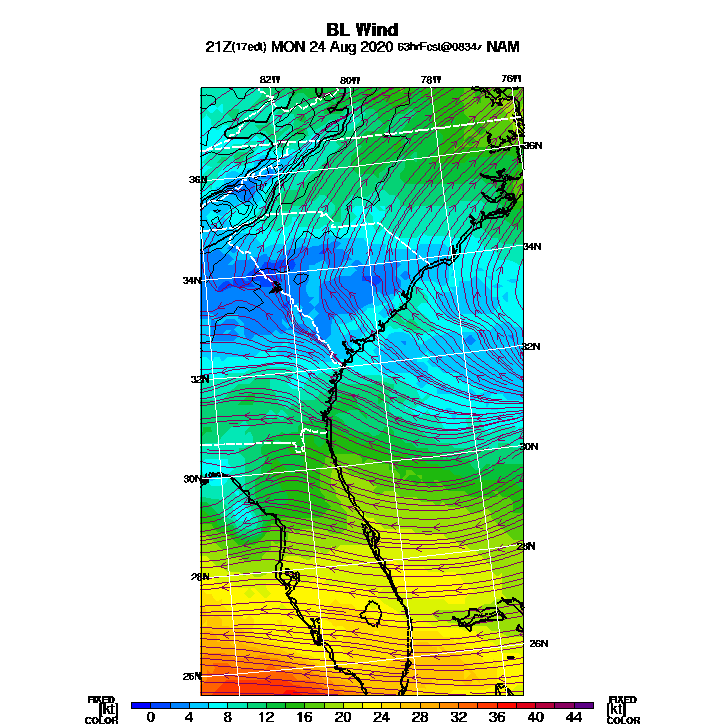 BL Wind
21Z(17edt) MON 24 Aug 2020 63hrFcst@0834z NAM
82W 80W 78W 76W
36N
36N
34N
34N
32N
32N
30N
30N
28N
28N
26N
26N
FIXED FIXED
[kt] 0 4 8 12 16 20 24 28 32 36 40 44 [kt]
COLOR COLOR